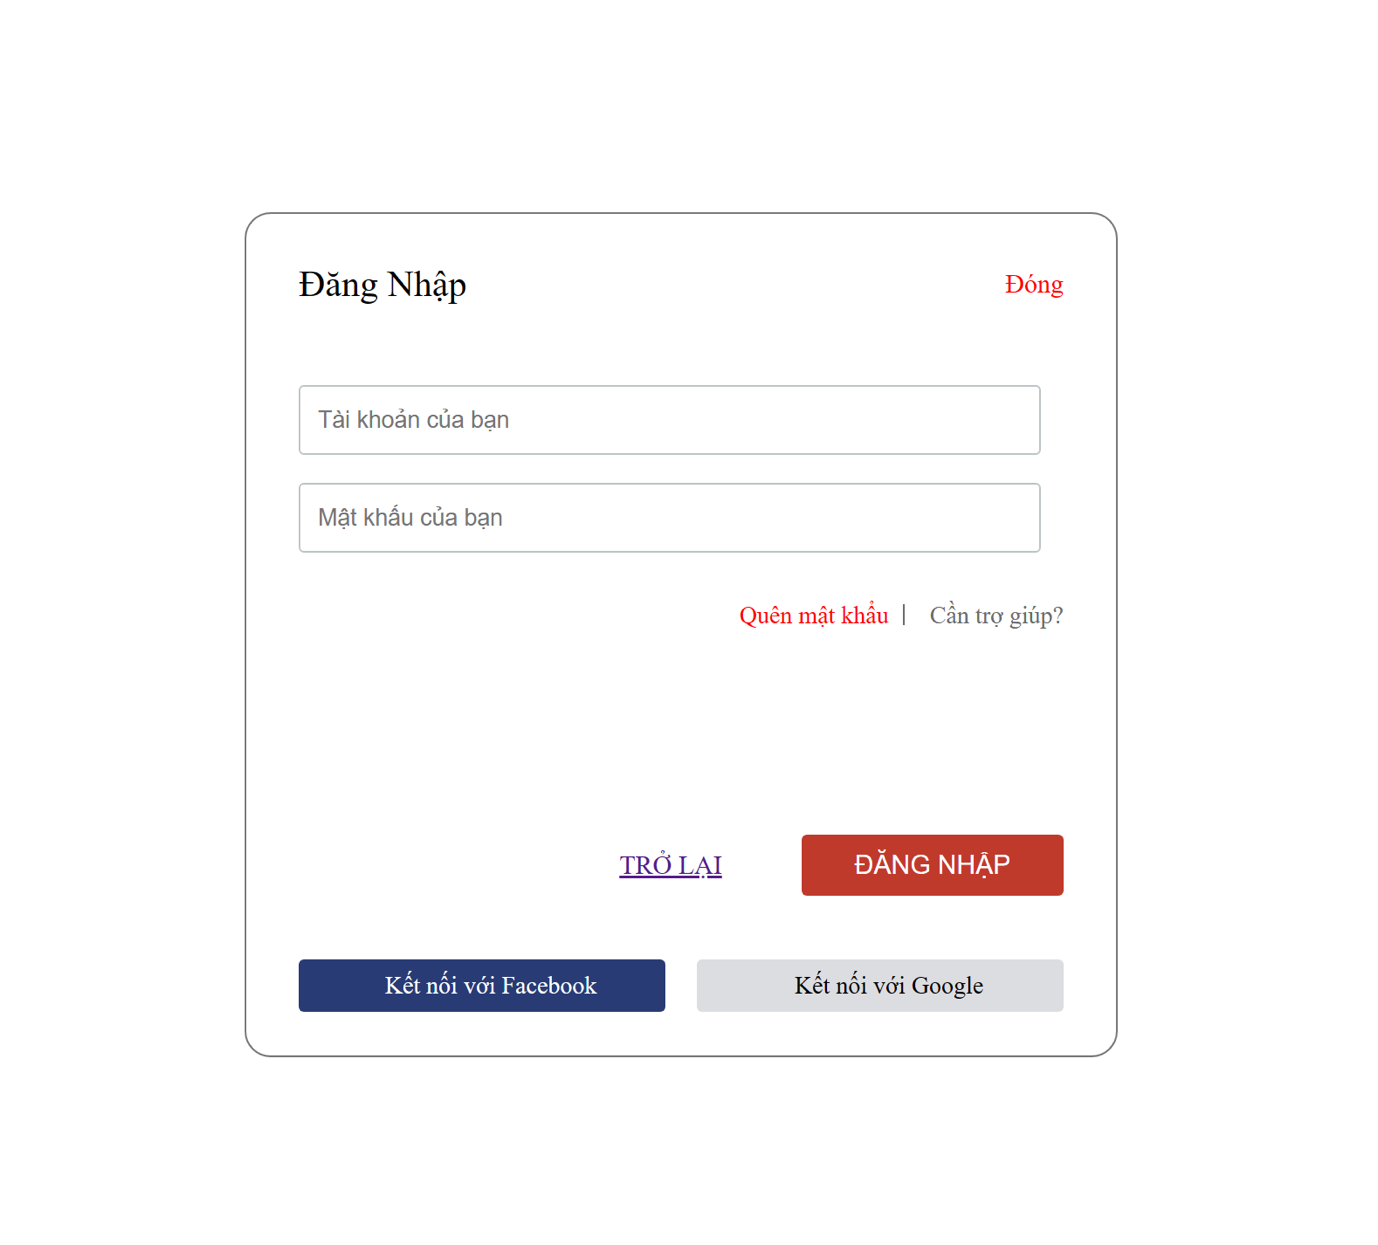 Đăng Nhập
Đóng
Tài khoản của bạn
Mật khấu của bạn
Quên mật khẩu | Cần trợ giúp?
TRỞ LẠI
ĐĂNG NHẬP
Kết nối với Facebook
Kết nối với Google